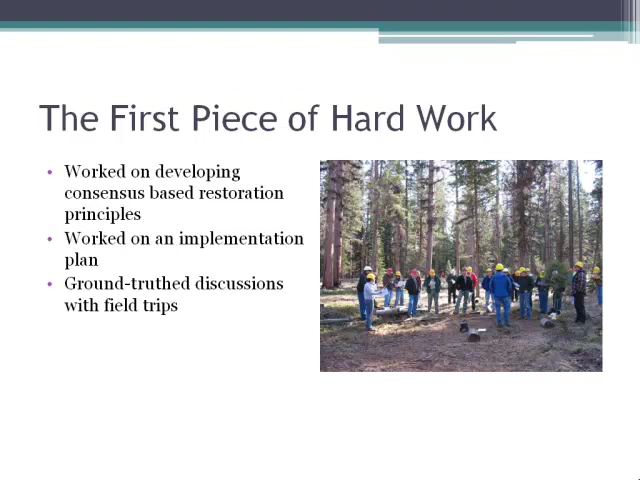 The First Piece of Hard Work
• Worked on developing
consensus based restoration
principles
• Worked on an implementation
plan
• Ground-truthed discussions
with field trips